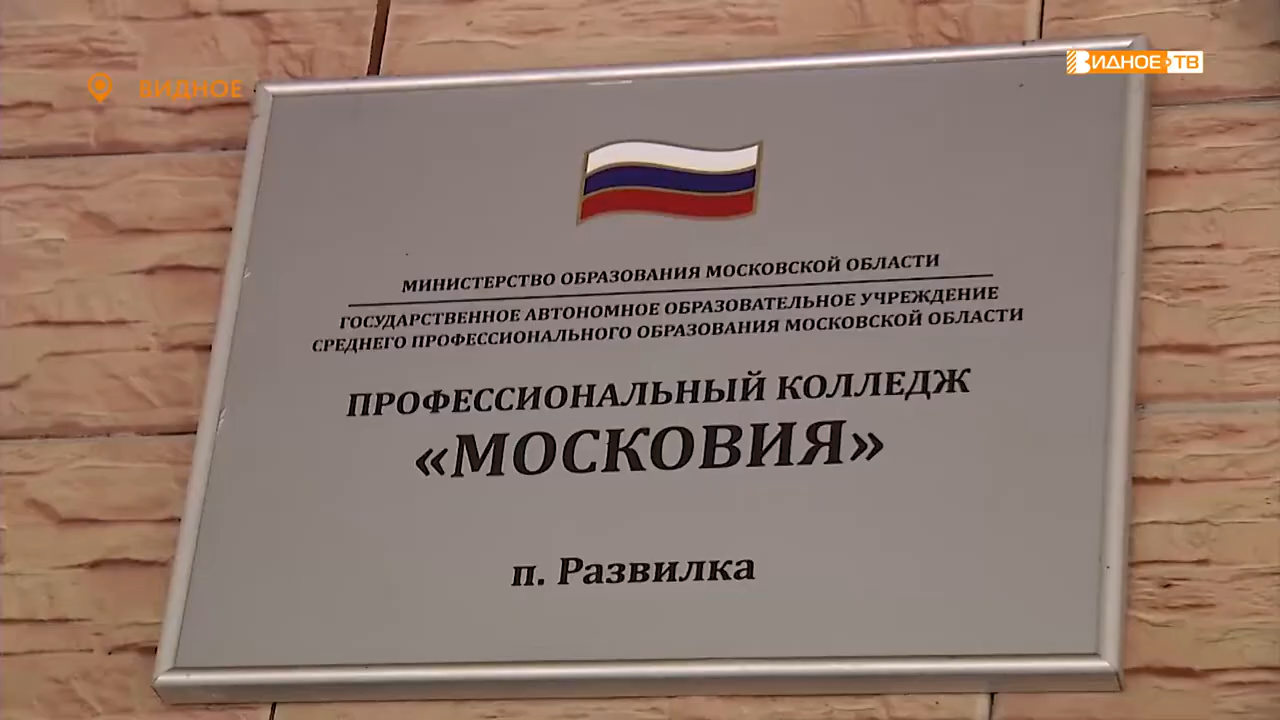 ВИДНОЕ
ВИДНОЕ ТВ
МИНИСТЕРСТВО ОБРАЗОВАНИЯ МОСКОВСКОЙ ОБЛАСТИ
ГОСУДАРСТВЕННОЕ АВТОНОМНОЕ ОБРАЗОВАТЕЛЬНОЕ УЧРЕЖДЕНИЕ
СРЕДНЕГО ПРОФЕССИОНАЛЬНОГО ОБРАЗОВАНИЯ МОСКОВСКОЙ ОБЛАСТИ
ПРОФЕССИОНАЛЬНЫЙ КОЛЛЕДЖ
«МОСКОВИЯ»
п. Развилка